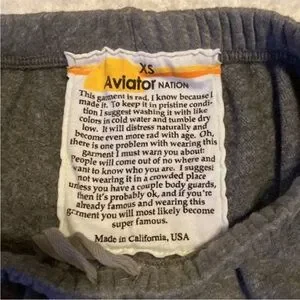 XS
Aviator NATION
This garment is rad, I know because I
made it. To keep it in pristine condi-
tion I suggest washing it with like
colors in cold water and tumble dry
low. It will distress naturally and
become even more rad with age. Oh,
there is one problem with wearing this
garment I must warn you about:
People will come out of no where and
want to know who you are. I suggest
not wearing it in a crowded place
unless you have a couple body guards,
then it's probably ok, and if you're
already famous and wearing this
garment you will most likely become
super famous.
Made in California, USA